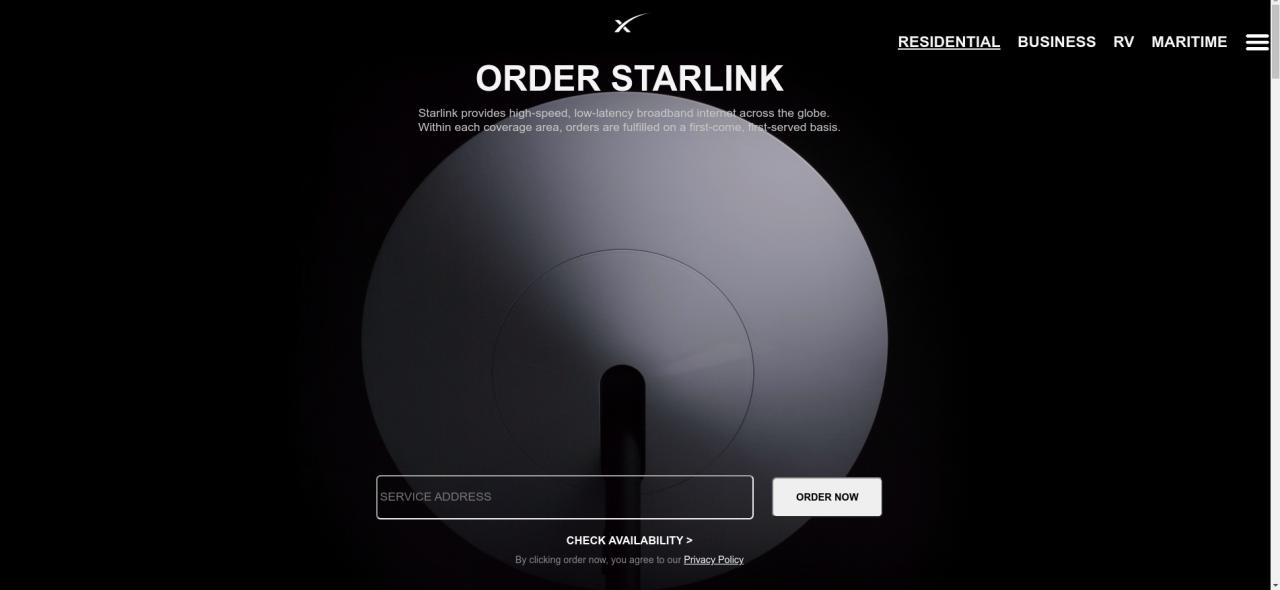 RESIDENTIAL BUSINESS RV MARITIME
ORDER STARLINK
Starlink provides high-speed, low-latency broadband internet across the globe.
Within each coverage area, orders are fulfilled on a first-come, first-served basis.
SERVICE ADDRESS
ORDER NOW
CHECK AVAILABILITY >
By clicking order now, you agree to our Privacy Policy